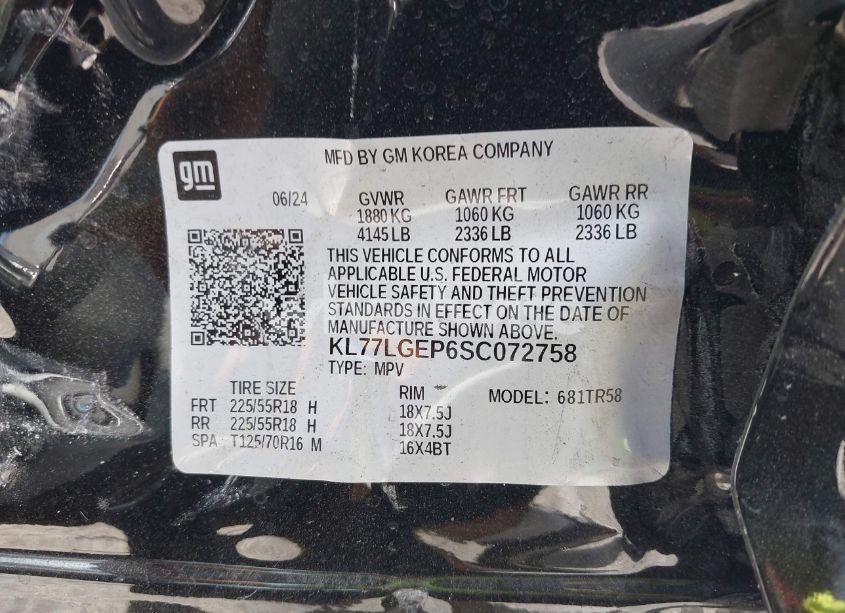 gm
MFD BY GM KOREA COMPANY
06/24 GVWR GAWR FRT GAWR RR
1880 KG 1060 KG 1060 KG
4145 LB 2336 LB 2336 LB
THIS VEHICLE CONFORMS TO ALL
APPLICABLE U.S. FEDERAL MOTOR
VEHICLE SAFETY AND THEFT PREVENTION
STANDARDS IN EFFECT ON THE DATE OF
MANUFACTURE SHOWN ABOVE.
KL77LGEP6SC072758
TYPE: MPV
TIRE SIZE RIM MODEL: 681TR58
FRT 225/55R18 H 18X7.5J
RR 225/55R18 H 18X7.5J
SPA T125/70R16 M 16X4BT